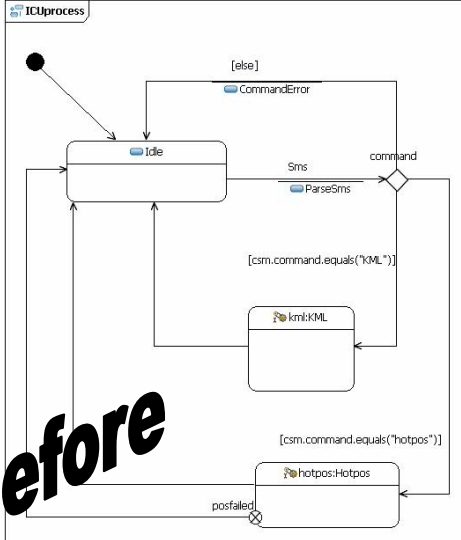 ICUprocess
[else]
CommandError
command
Idle
Sms
ParseSms
[csm.command.equals("KML")]
kml:KML
efore
[csm.command.equals("hotpos")]
hotpos:Hotpos
posfailed